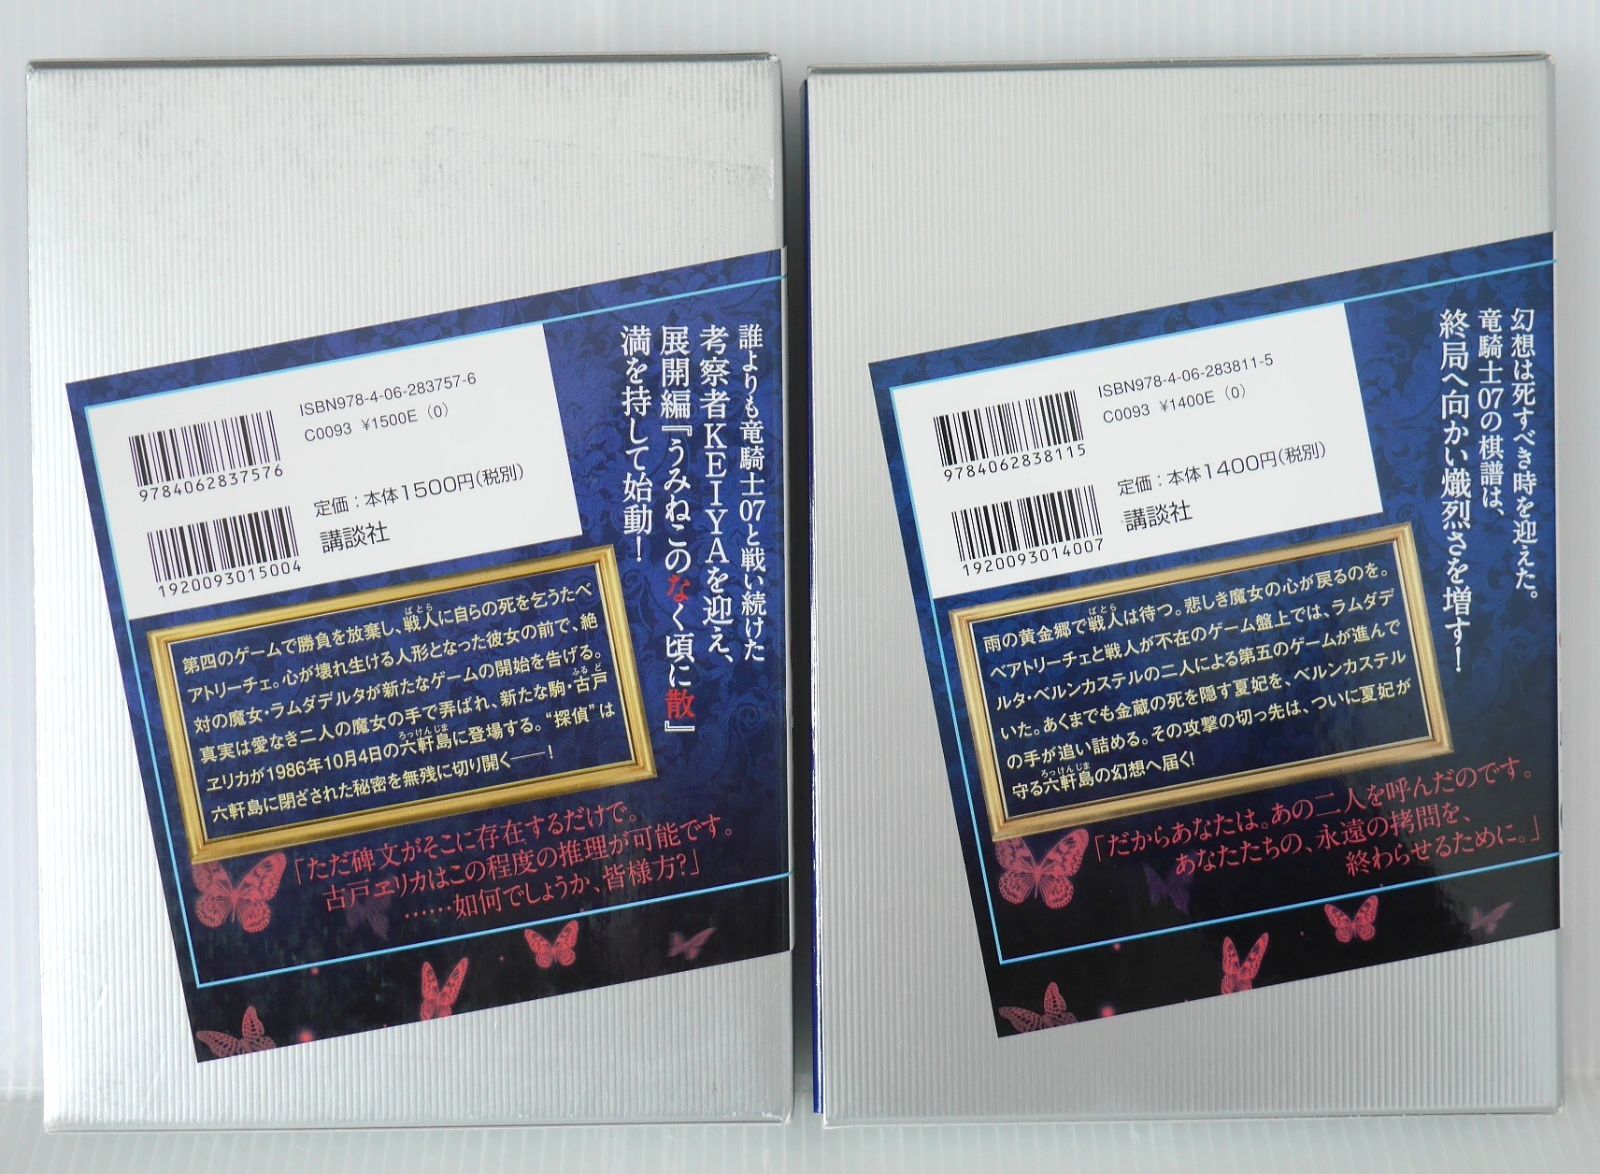 ISBN978-4-06-283757-6
C0093 ¥1500E (0)
9784062837576
定価：本体1500円(税別)
講談社
1920093015004
誰よりも竜騎士07と戦い続けた
考察者KEIYAを迎え、
展開編『うみねこのなく頃に散』
満を持して始動！
第四のゲームで勝負を放棄し、戦人に自らの死を乞うたベ
アトリーチェ。心が壊れ生ける人形となった彼女の前で、絶
対の魔女・ラムダデルタが新たなゲームの開始を告げる。
真実は愛なき二人の魔女の手で弄ばれ、新たな駒・古戸
ヱリカが1986年10月4日の六軒島に登場する。“探偵”は
六軒島に閉ざされた秘密を無残に切り開く――！
「ただ碑文がそこに存在するだけで。
古戸ヱリカはこの程度の推理が可能です。
……如何でしょうか、皆様方?」
ISBN978-4-06-283811-5
C0093 ¥1400E (0)
9784062838115
定価：本体1400円(税別)
講談社
1920093014007
幻想は死すべき時を迎えた。
竜騎士07の棋譜は、
終局へ向かい熾烈さを増す！
雨の黄金郷で戦人は待つ。悲しき魔女の心が戻るのを。
ベアトリーチェと戦人が不在のゲーム盤上では、ラムダデ
ルタ・ベルンカステルの二人による第五のゲームが進んで
いた。あくまでも金蔵の死を隠す夏妃を、ベルンカステル
の手が追い詰める。その攻撃の切っ先は、ついに夏妃が
守る六軒島の幻想へ届く！
「だからあなたは。あの二人を呼んだのです。
あなたたちの、永遠の拷問を、
終わらせるために。」